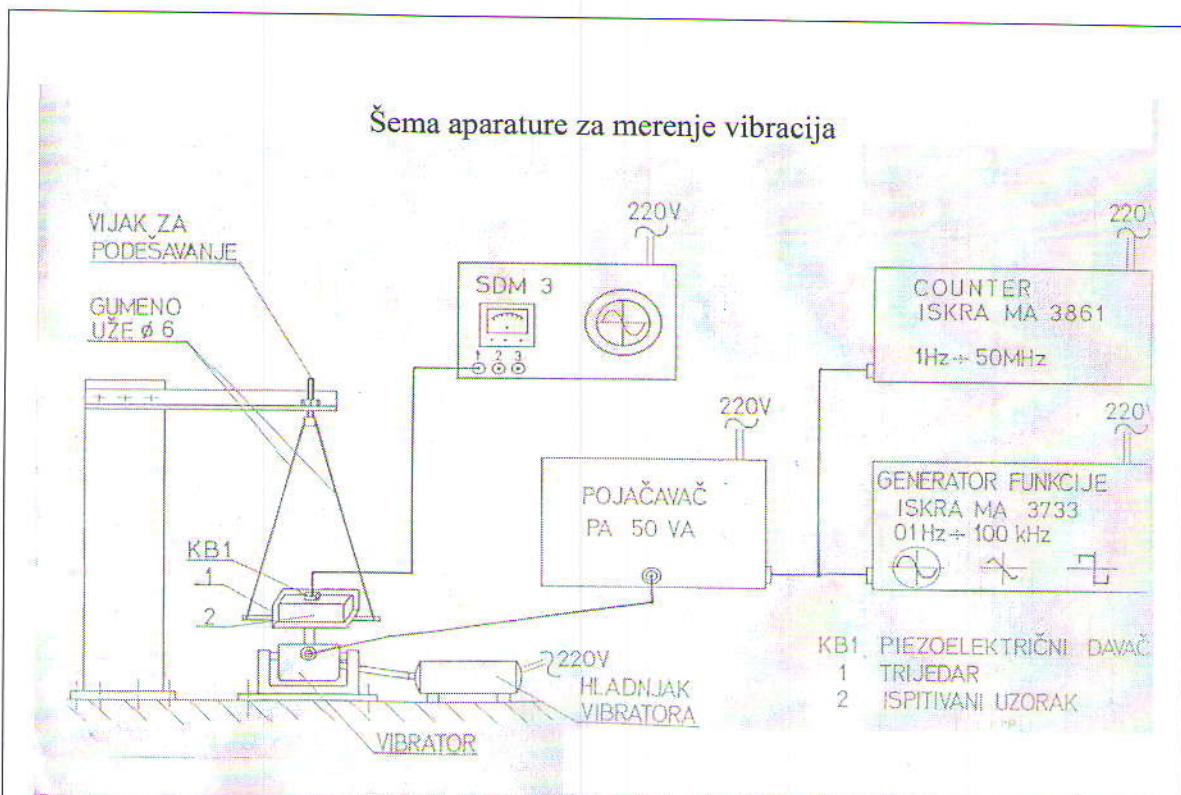 Šema aparature za merenje vibracija
VIJAK ZA
PODEŠAVANJE
GUMENO
UŽE ø 6
220V
SDM 3
1 2 3
220V
COUNTER
ISKRA MA 3861
1Hz ÷ 50MHz
220V
POJAČAVAČ
PA 50 VA
220V
GENERATOR FUNKCIJE
ISKRA MA 3733
01Hz ÷ 100 kHz
KB1
1
2
220V
HLADNJAK
VIBRATORA
VIBRATOR
KB1 PIEZOELEKTRIČNI DAVAČ
1 TRIJEDAR
2 ISPITIVANI UZORAK